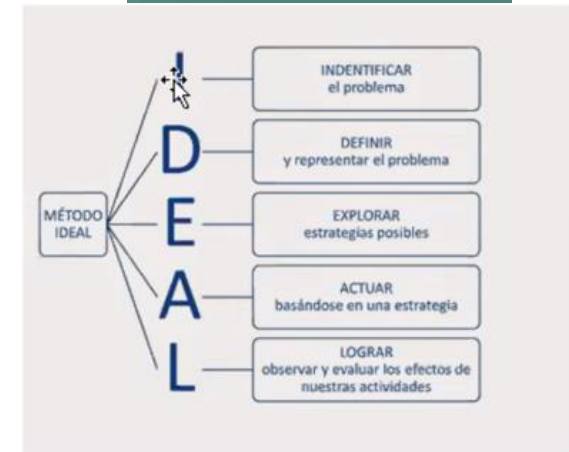 MÉTODO
IDEAL
I
INDENTIFICAR
el problema
D
DEFINIR
y representar el problema
E
EXPLORAR
estrategias posibles
A
ACTUAR
basándose en una estrategia
L
LOGRAR
observar y evaluar los efectos de
nuestras actividades